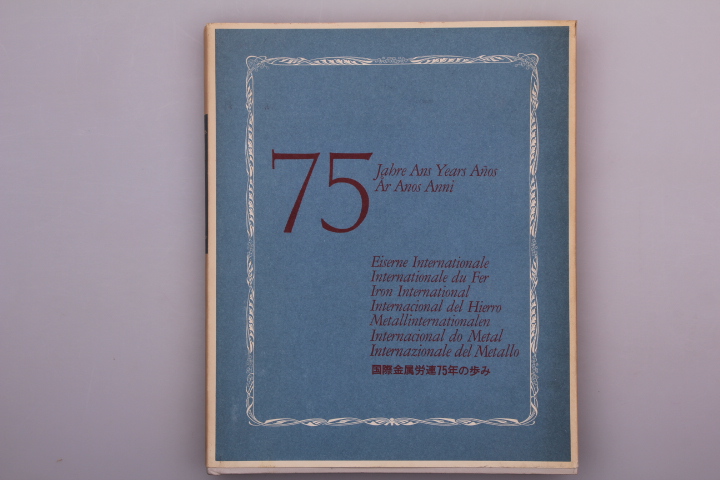 75
Jahre Ans Years Años
År Anos Anni
Eiserne Internationale
Internationale du Fer
Iron International
Internacional del Hierro
Metallinternationalen
Internacional do Metal
Internazionale del Metallo
国際金属労連75年の歩み